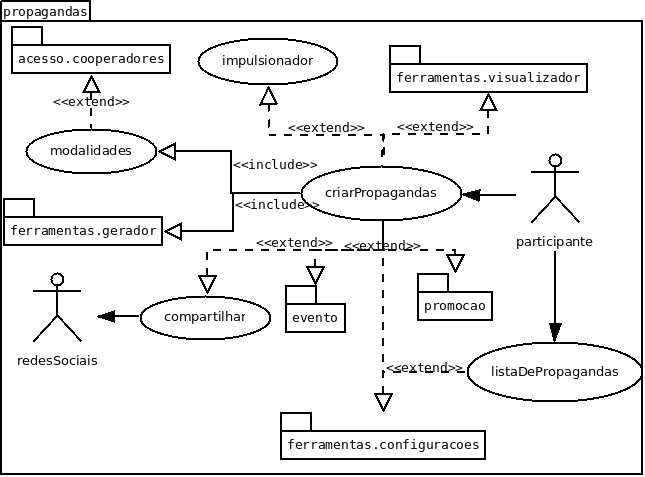 propagandas
acesso.cooperadores
impulsionador
ferramentas.visualizador
<<extend>>
<<extend>>
<<extend>>
modalidades
<<include>>
criarPropagandas
<<include>>
ferramentas.gerador
participante
<<extend>>
<<extend>>
compartilhar
evento
promocao
redesSociais
<<extend>>
listaDePropagandas
ferramentas.configuracoes